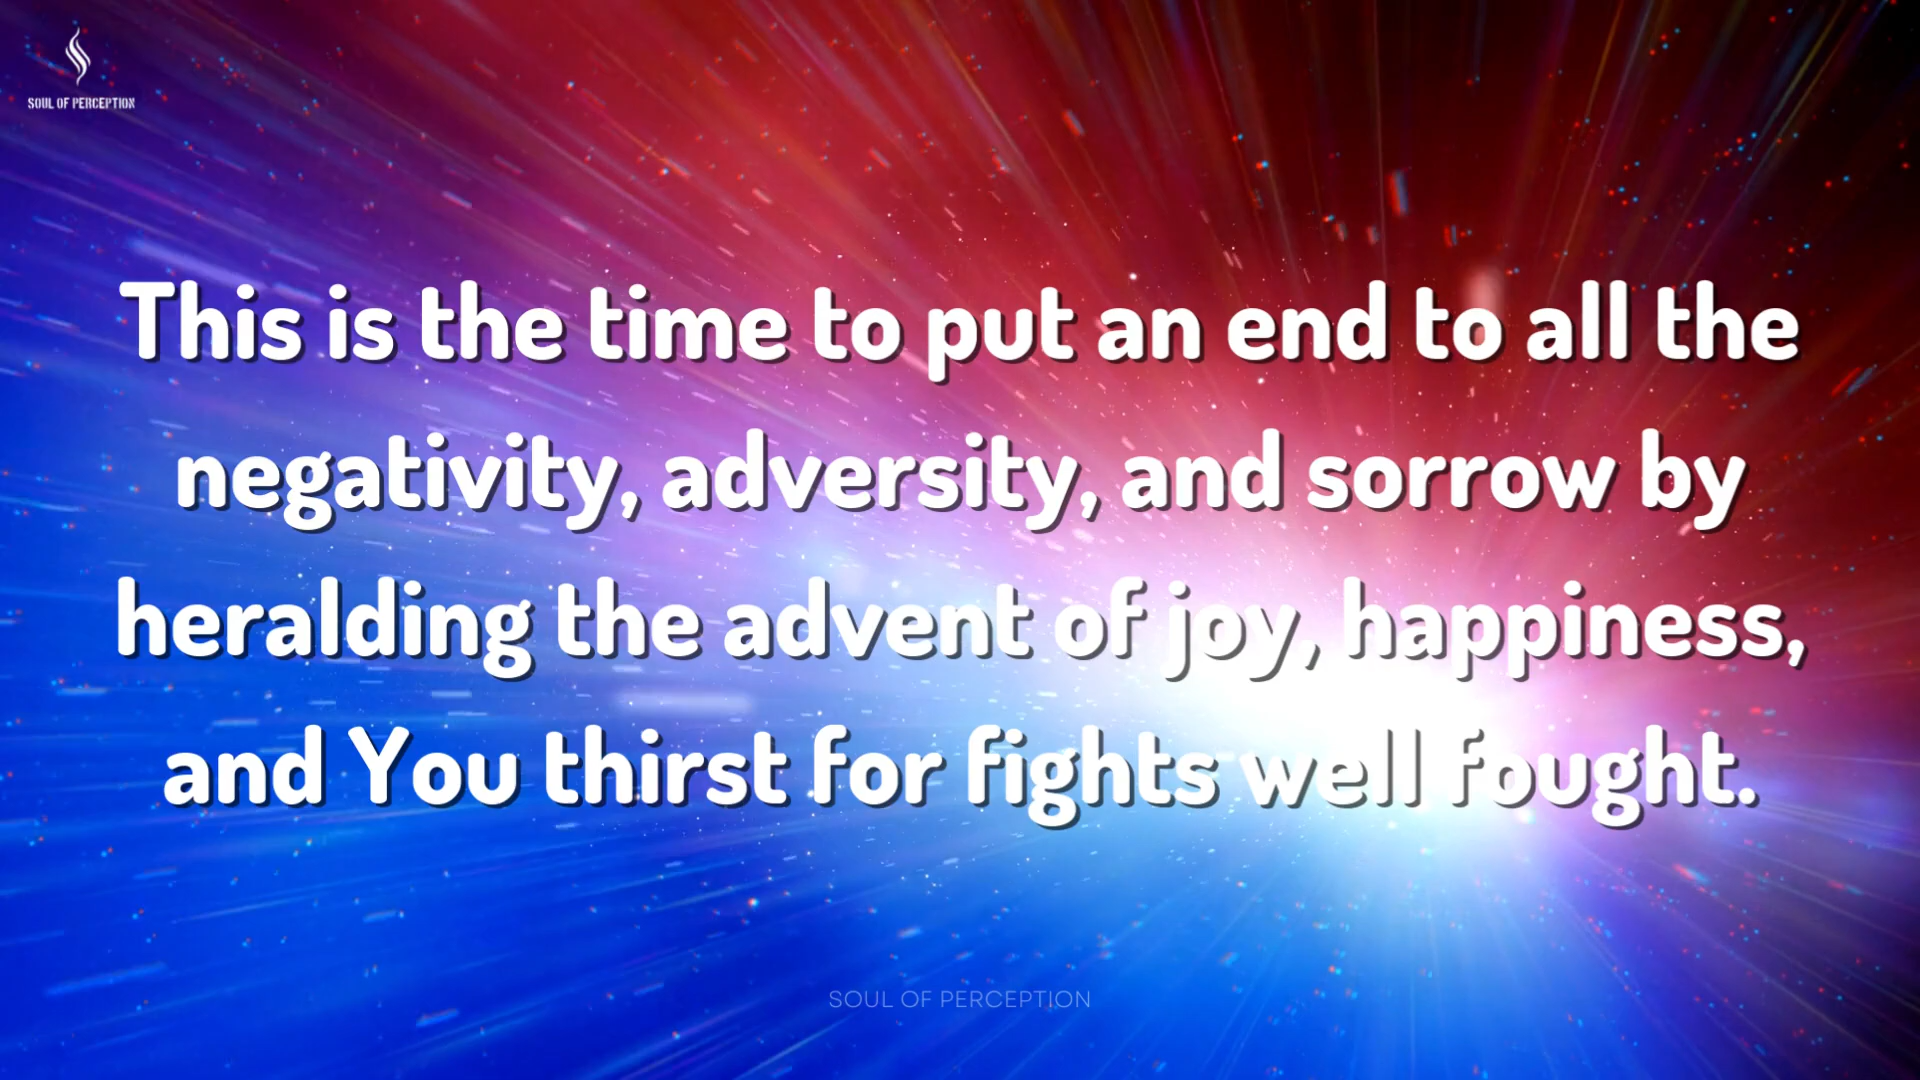 SOUL OF PERCEPTION
This is the time to put an end to all the
negativity, adversity, and sorrow by
heralding the advent of joy, happiness,
and You thirst for fights well fought.
SOUL OF PERCEPTION